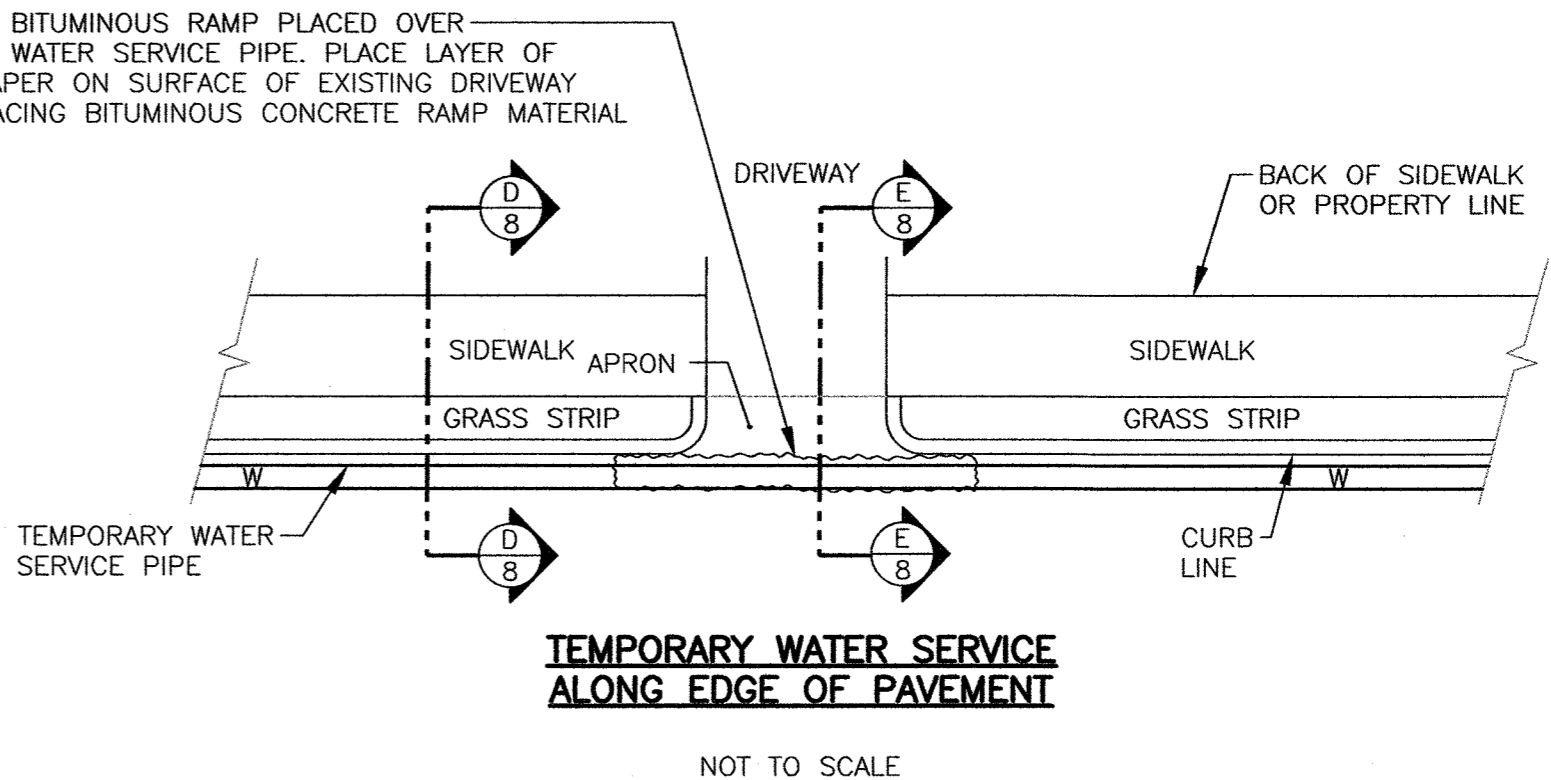 BITUMINOUS RAMP PLACED OVER
WATER SERVICE PIPE. PLACE LAYER OF
ON SURFACE OF EXISTING DRIVEWAY
BITUMINOUS CONCRETE RAMP MATERIAL
D
8
DRIVEWAY
E
8
BACK OF SIDEWALK
OR PROPERTY LINE
SIDEWALK
APRON
SIDEWALK
GRASS STRIP
GRASS STRIP
W
W
TEMPORARY WATER
SERVICE PIPE
D
8
E
8
CURB
LINE
TEMPORARY WATER SERVICE
ALONG EDGE OF PAVEMENT
NOT TO SCALE